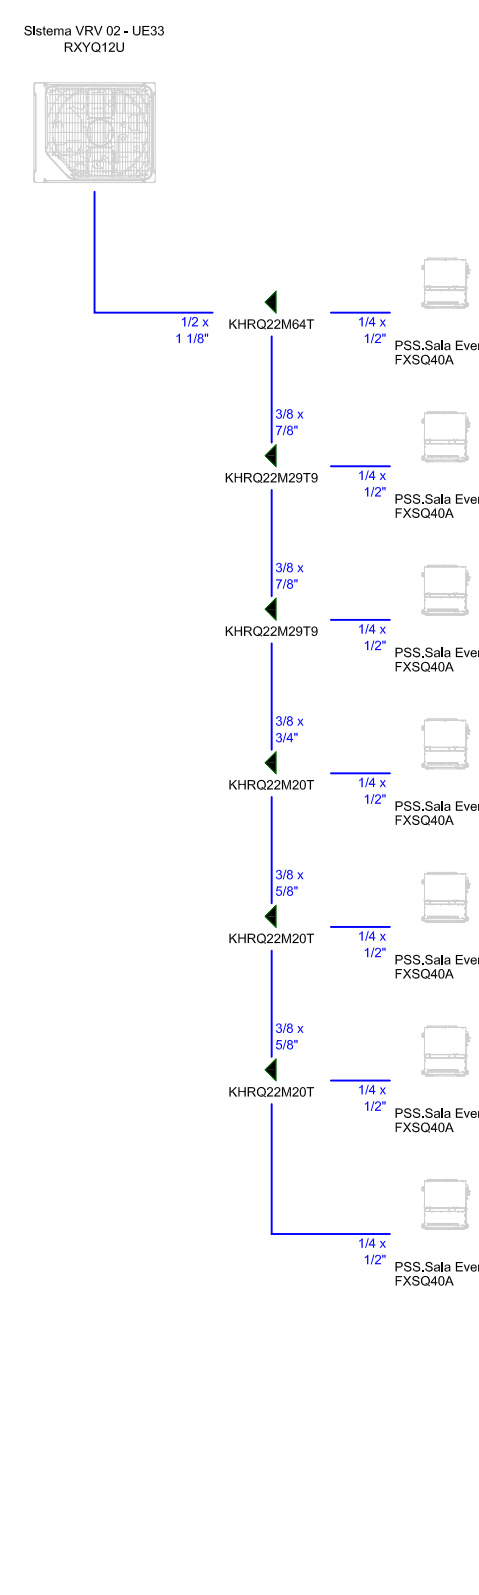 Sistema VRV 02 - UE33
RXYQ12U
1/2 x
1 1/8"
KHRQ22M64T
1/4 x
1/2"
PSS.Sala Ever
FXSQ40A
3/8 x
7/8"
KHRQ22M29T9
1/4 x
1/2"
PSS.Sala Ever
FXSQ40A
3/8 x
7/8"
KHRQ22M29T9
1/4 x
1/2"
PSS.Sala Ever
FXSQ40A
3/8 x
3/4"
KHRQ22M20T
1/4 x
1/2"
PSS.Sala Ever
FXSQ40A
3/8 x
5/8"
KHRQ22M20T
1/4 x
1/2"
PSS.Sala Ever
FXSQ40A
3/8 x
5/8"
KHRQ22M20T
1/4 x
1/2"
PSS.Sala Ever
FXSQ40A
1/4 x
1/2"
PSS.Sala Ever
FXSQ40A